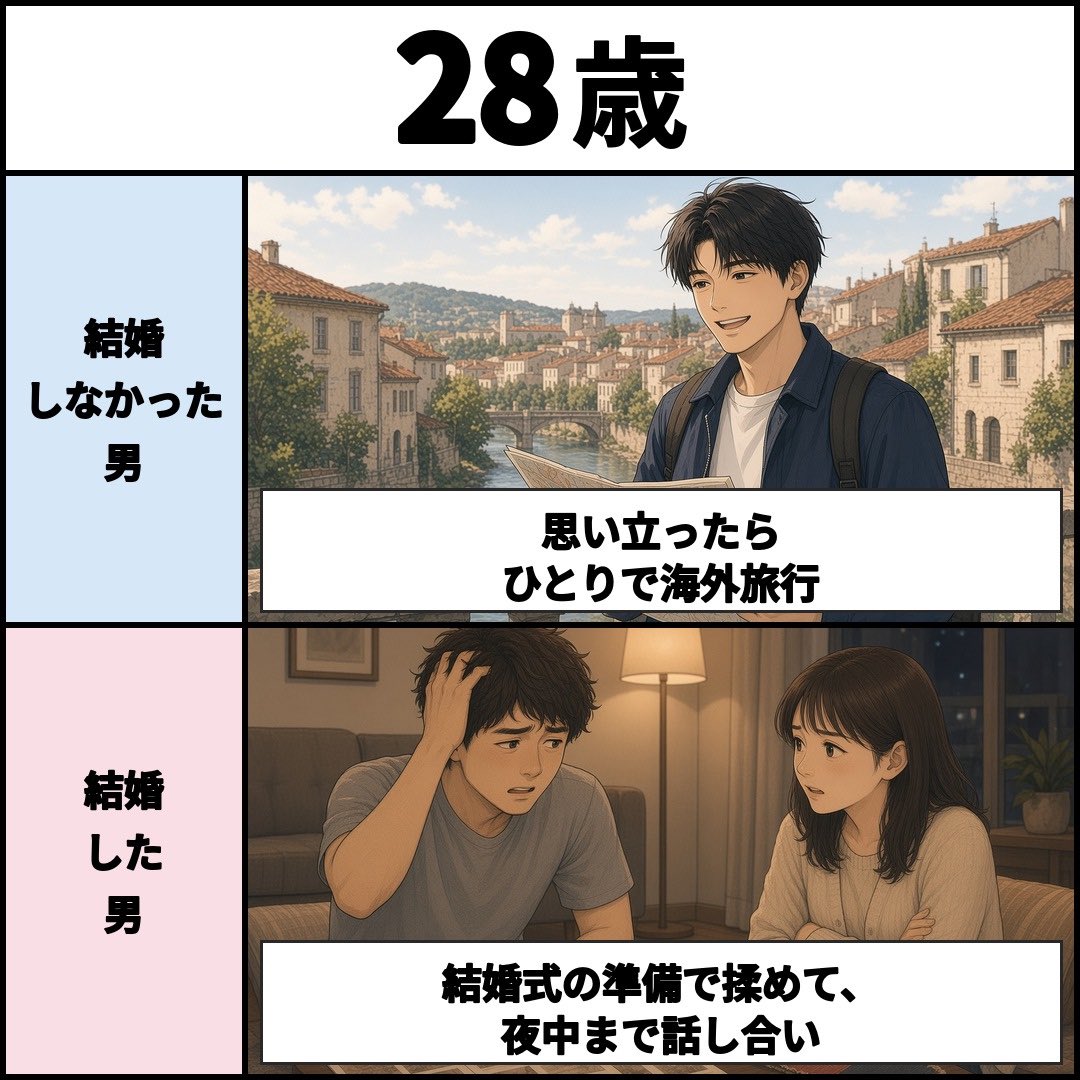 28歳
結婚
しなかった
男
思い立ったら
ひとりで海外旅行
結婚
した
男
結婚式の準備で揉めて、
夜中まで話し合い